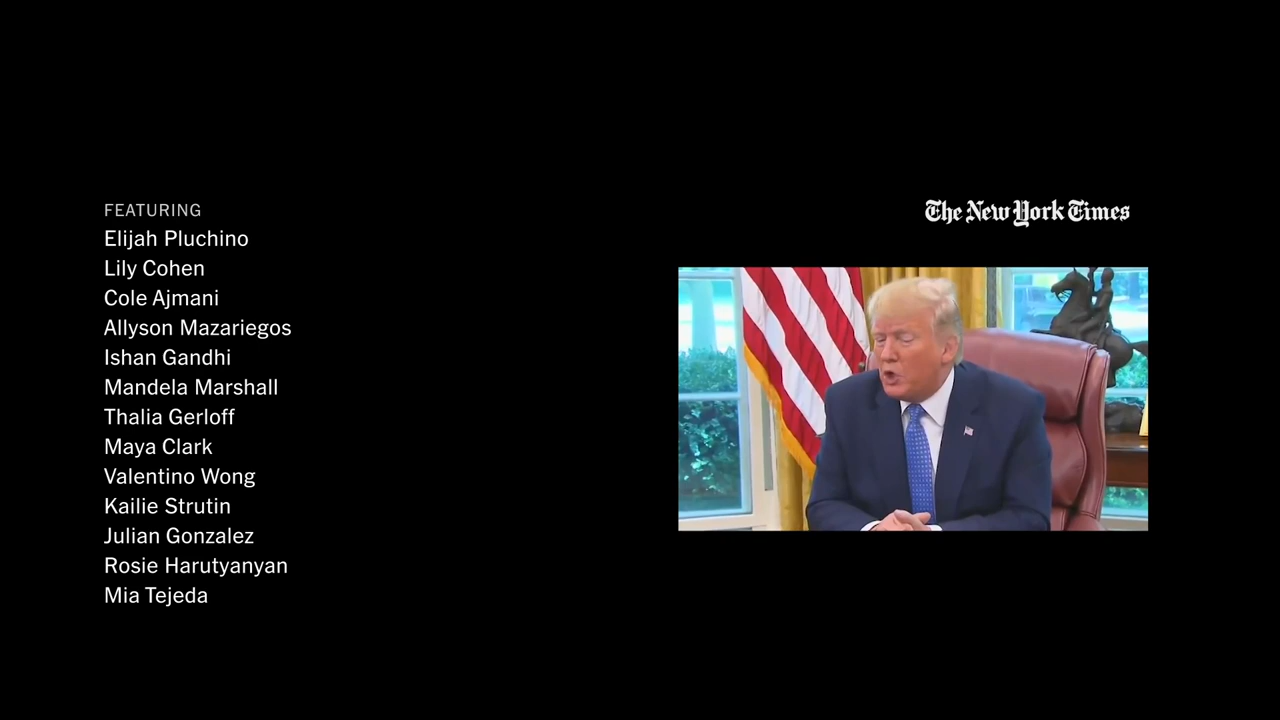 FEATURING
Elijah Pluchino
Lily Cohen
Cole Ajmani
Allyson Mazariegos
Ishan Gandhi
Mandela Marshall
Thalia Gerloff
Maya Clark
Valentino Wong
Kailie Strutin
Julian Gonzalez
Rosie Harutyanyan
Mia Tejeda
The New York Times